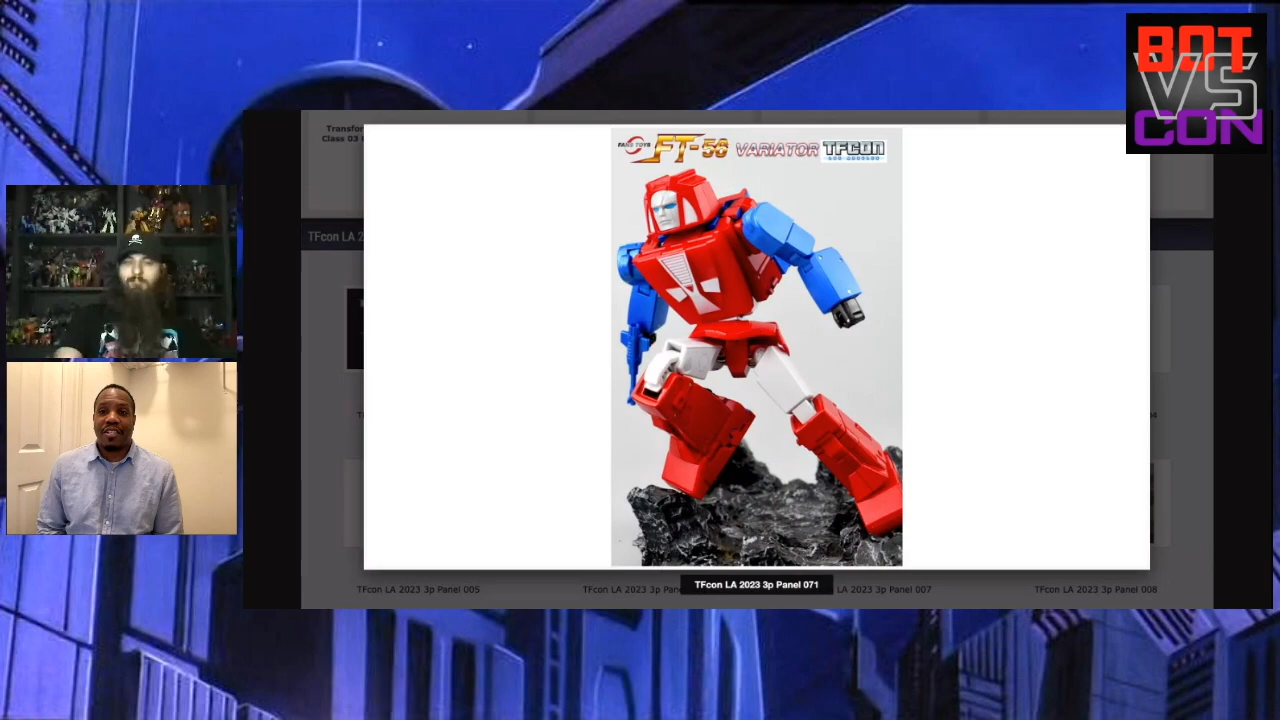 BOT
VS
CON
Transfor
Class 03
TFcon LA 2
FANS TOYS FT-56 VARIATOR TFCON
LOS ANGELES
TFcon LA 2023 3p Panel 071
TFcon LA 2023 3p Panel 005
TFcon LA 2023 3p Pane
LA 2023 3p Panel 007
TFcon LA 2023 3p Panel 008